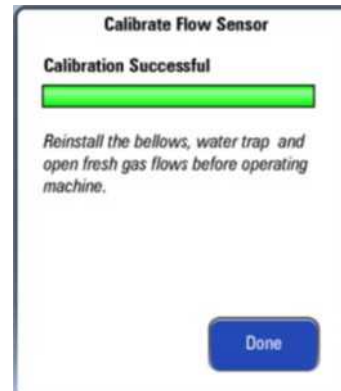 Calibrate Flow Sensor
Calibration Successful
Reinstall the bellows, water trap and
open fresh gas flows before operating
machine.
Done